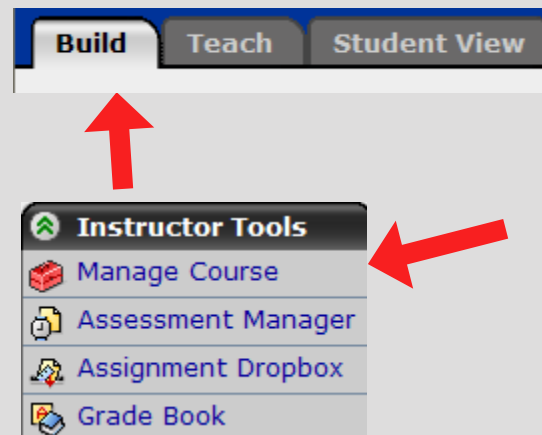 Build Teach Student View
Instructor Tools
Manage Course
Assessment Manager
Assignment Dropbox
Grade Book